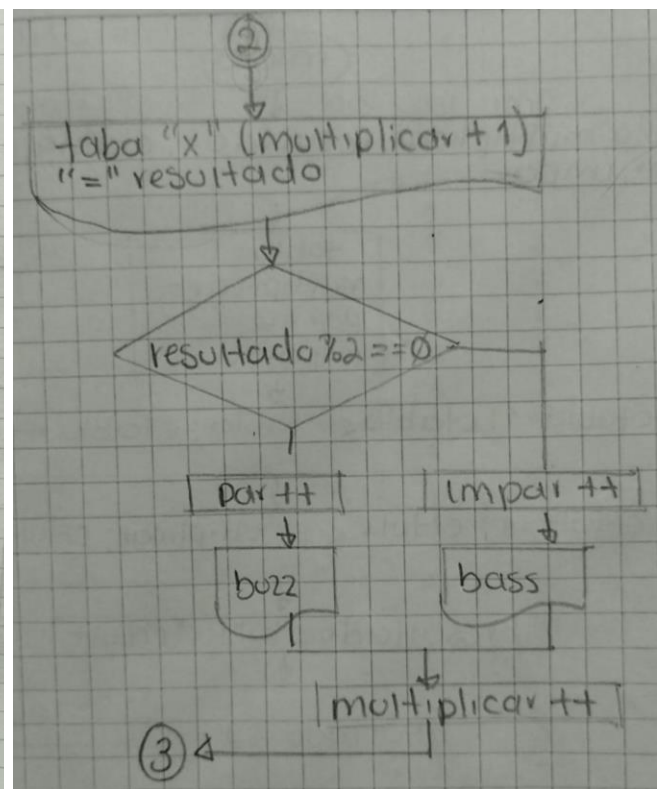 2
taba "x" (multiplicar + 1)
"=" resultado
resultado %2 == 0
par ++
impar ++
buzz
bass
multiplicar ++
3